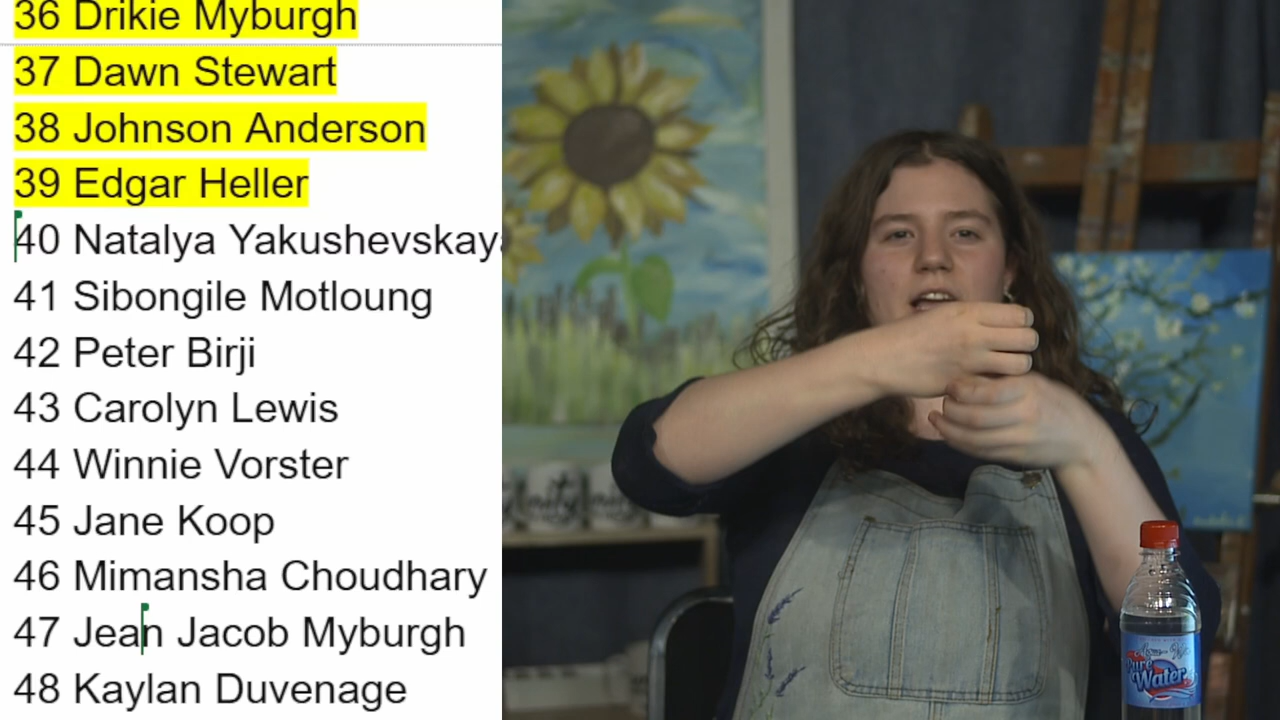 36 Drikie Myburgh
37 Dawn Stewart
38 Johnson Anderson
39 Edgar Heller
40 Natalya Yakushevskaya
41 Sibongile Motloung
42 Peter Birji
43 Carolyn Lewis
44 Winnie Vorster
45 Jane Koop
46 Mimansha Choudhary
47 Jean Jacob Myburgh
48 Kaylan Duvenage
Pure
Water